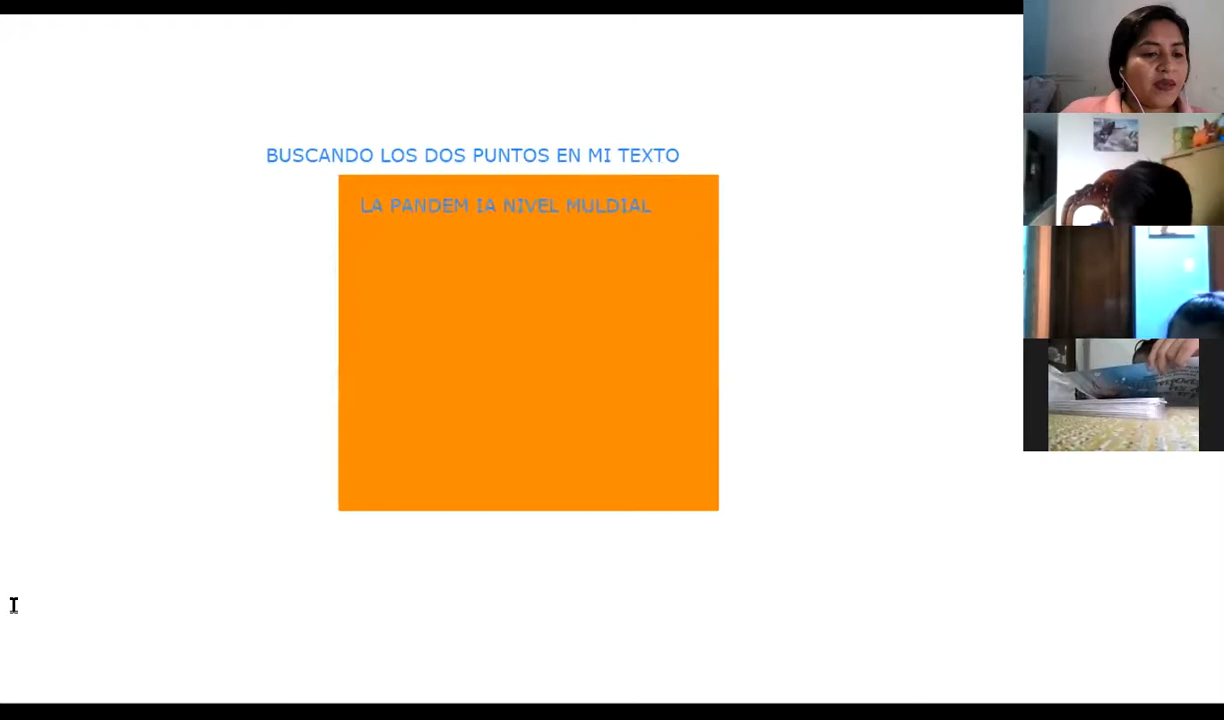 BUSCANDO LOS DOS PUNTOS EN MI TEXTO
LA PANDEM IA NIVEL MULDIAL